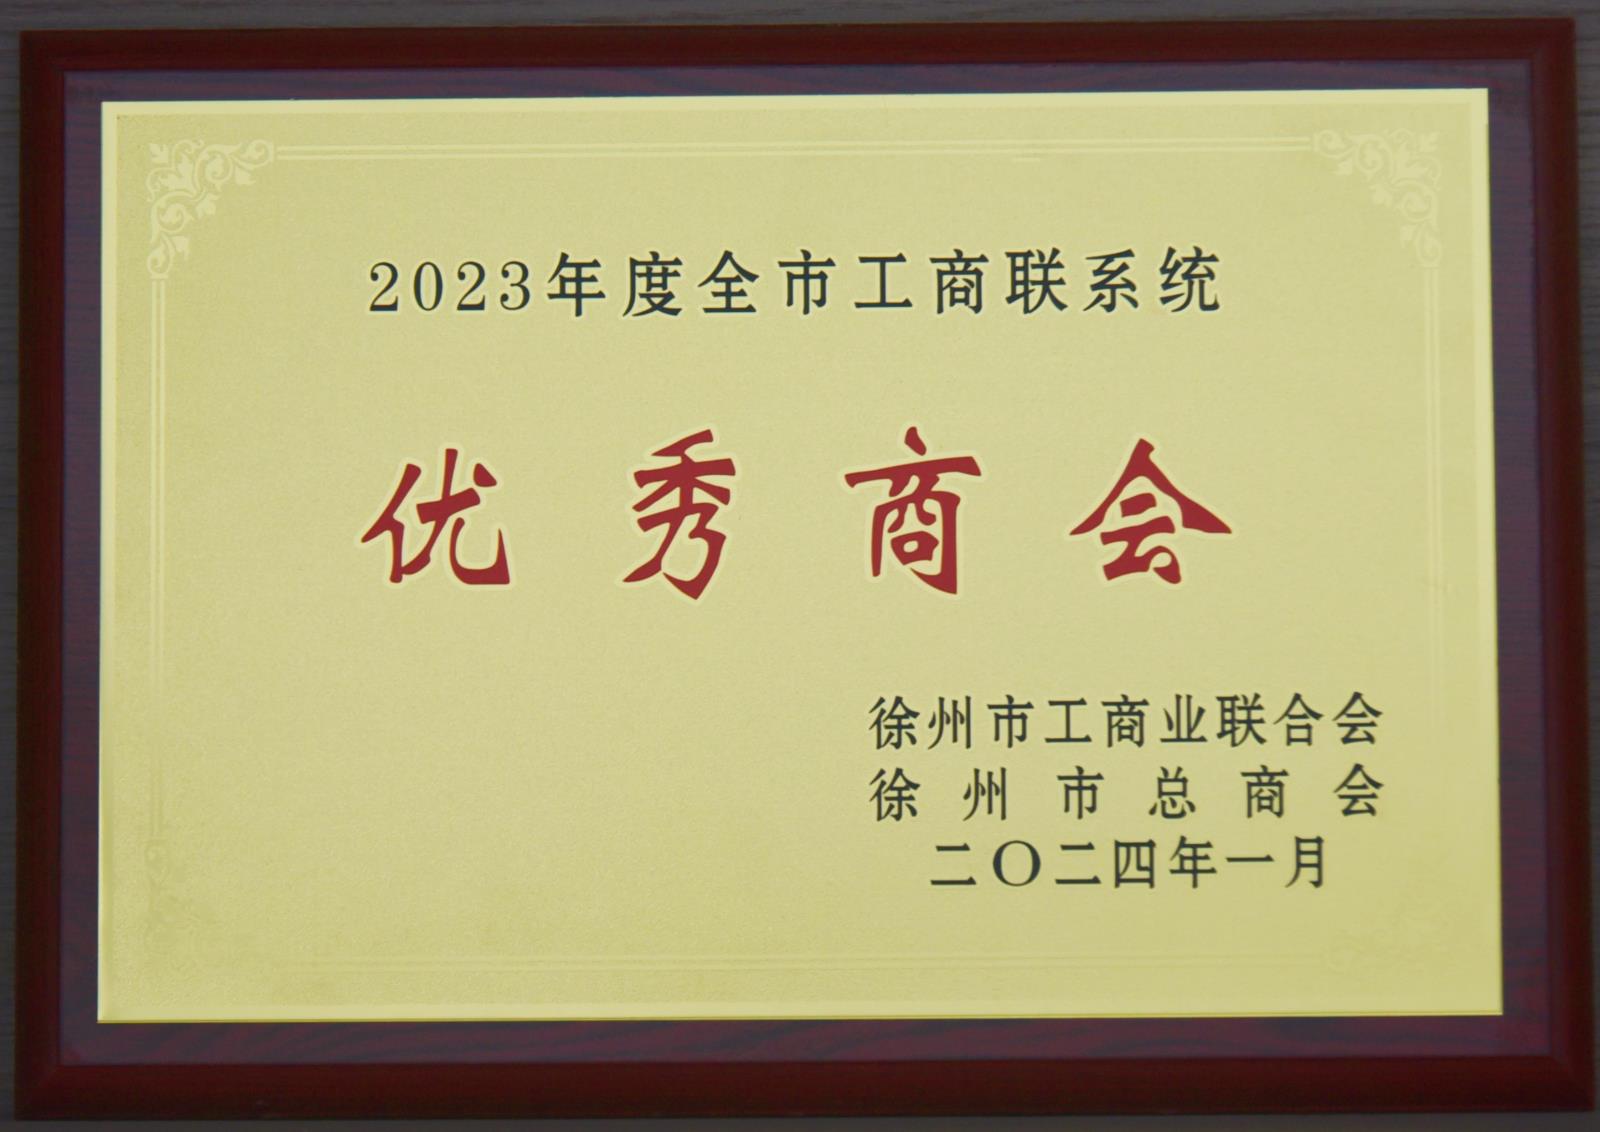 2023年度全市工商联系统
优秀商会
徐州市工商业联合会
徐州市总商会
二〇二四年一月